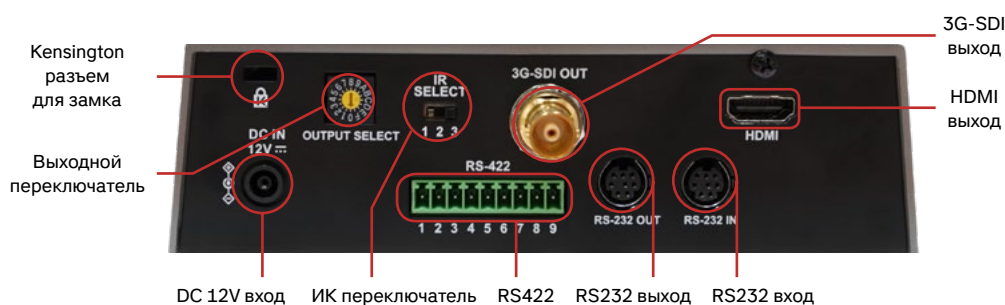 Kensington
разъем
для замка
Выходной
переключатель
3G-SDI
выход
HDMI
выход
IR
SELECT
1 2 3
3G-SDI OUT
0123456789ABCDEF
OUTPUT SELECT
HDMI
DC IN
12V
RS-422
1 2 3 4 5 6 7 8 9
RS-232 OUT
RS-232 IN
DC 12V вход
ИК переключатель
RS422
RS232 выход
RS232 вход